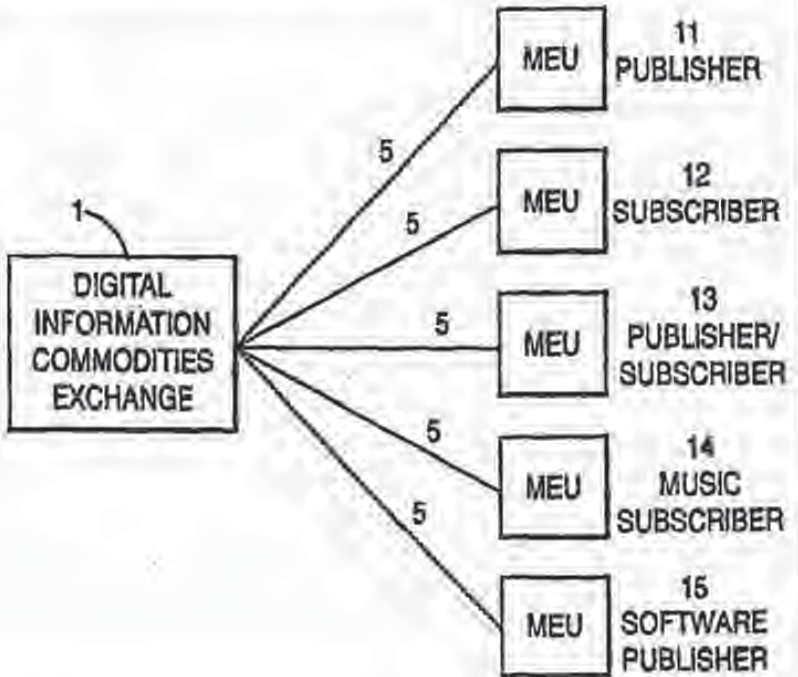 1
DIGITAL
INFORMATION
COMMODITIES
EXCHANGE
5
5
5
5
5
MEU
11
PUBLISHER
MEU
12
SUBSCRIBER
MEU
13
PUBLISHER/
SUBSCRIBER
MEU
14
MUSIC
SUBSCRIBER
MEU
15
SOFTWARE
PUBLISHER